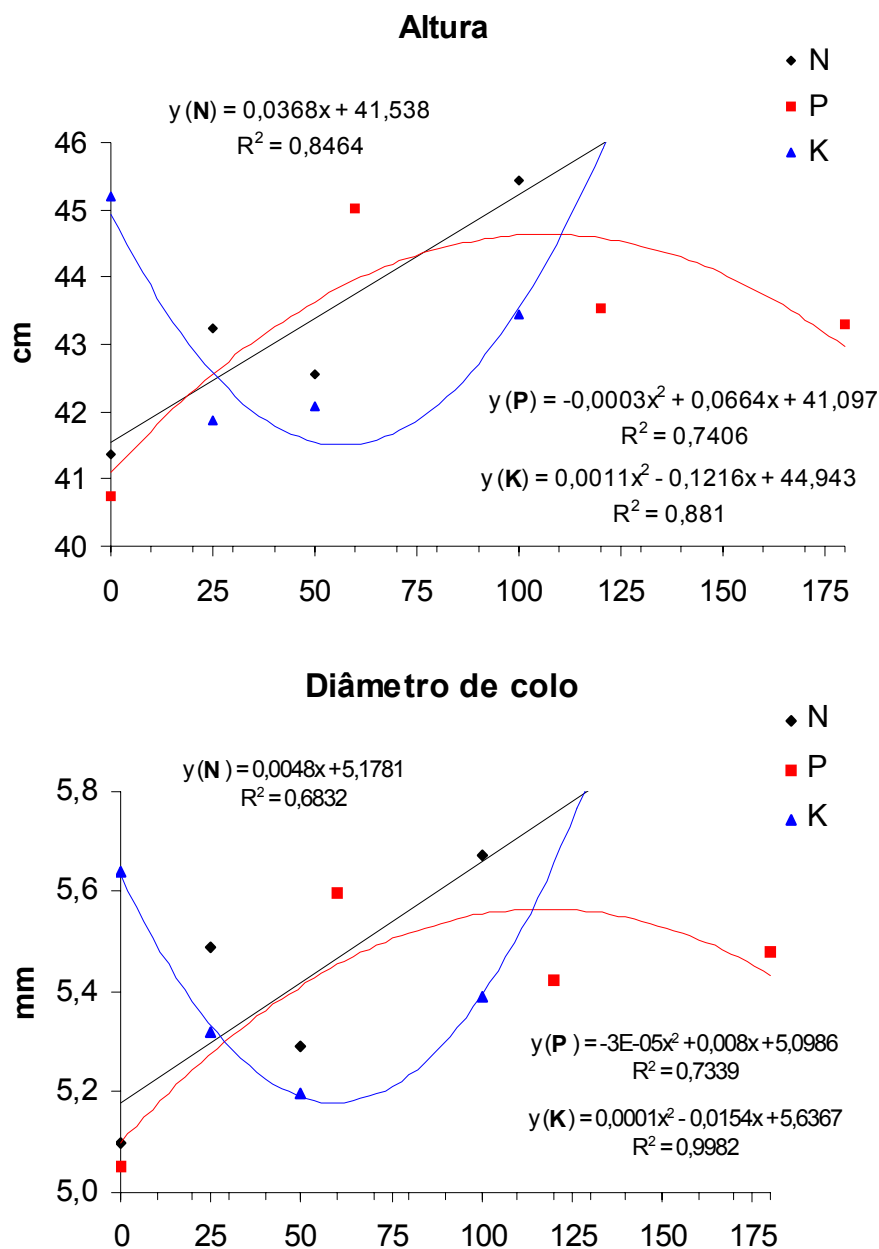 Altura
N
P
K
y (N) = 0,0368x + 41,538
R² = 0,8464
46
45
44
43
42
41
40
cm
y (P) = -0,0003x² + 0,0664x + 41,097
R² = 0,7406
y (K) = 0,0011x² - 0,1216x + 44,943
R² = 0,881
0 25 50 75 100 125 150 175
Diâmetro de colo
N
P
K
y (N) = 0,0048x + 5,1781
R² = 0,6832
5,8
5,6
5,4
5,2
5,0
mm
y (P) = -3E-05x² + 0,008x + 5,0986
R² = 0,7339
y (K) = 0,0001x² - 0,0154x + 5,6367
R² = 0,9982
0 25 50 75 100 125 150 175